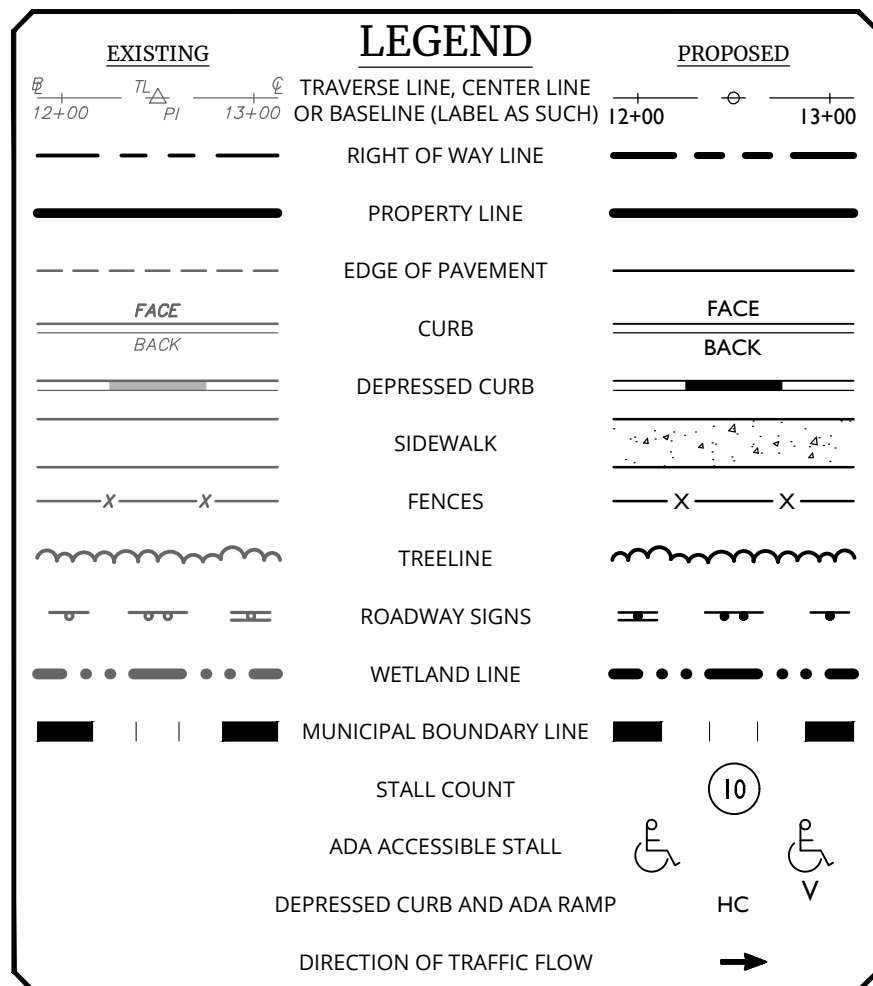 LEGEND
EXISTING
PROPOSED
℄
TL
TRAVERSE LINE, CENTER LINE
12+00
PI
13+00
OR BASELINE (LABEL AS SUCH)
12+00
13+00
RIGHT OF WAY LINE
PROPERTY LINE
EDGE OF PAVEMENT
FACE
BACK
CURB
FACE
BACK
DEPRESSED CURB
SIDEWALK
X X
FENCES
X X
TREELINE
ROADWAY SIGNS
WETLAND LINE
MUNICIPAL BOUNDARY LINE
STALL COUNT
10
ADA ACCESSIBLE STALL
V
DEPRESSED CURB AND ADA RAMP
HC
DIRECTION OF TRAFFIC FLOW